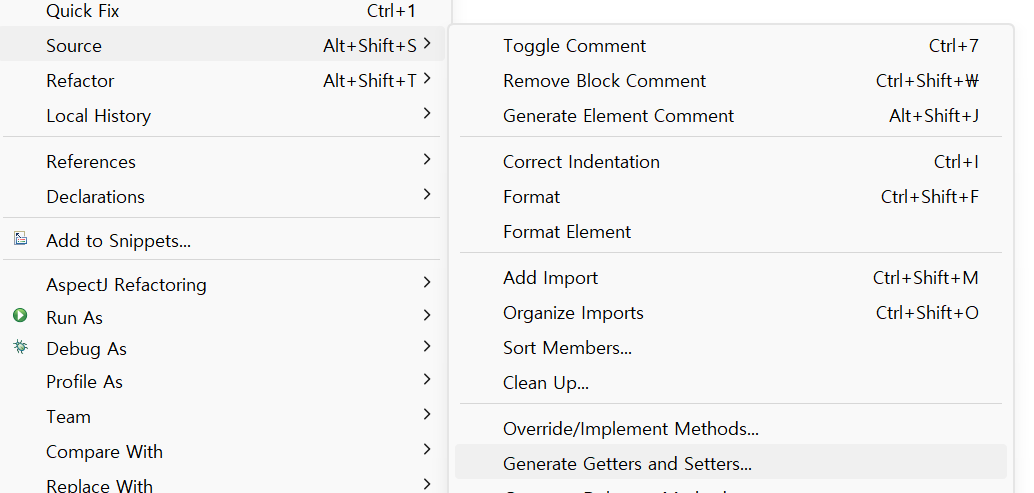 Quick Fix Ctrl+1
Source Alt+Shift+S
Refactor Alt+Shift+T
Local History
References
Declarations
Add to Snippets...
AspectJ Refactoring
Run As
Debug As
Profile As
Team
Compare With
Replace With
Toggle Comment Ctrl+7
Remove Block Comment Ctrl+Shift+₩
Generate Element Comment Alt+Shift+J
Correct Indentation Ctrl+I
Format Ctrl+Shift+F
Format Element
Add Import Ctrl+Shift+M
Organize Imports Ctrl+Shift+O
Sort Members...
Clean Up...
Override/Implement Methods...
Generate Getters and Setters...